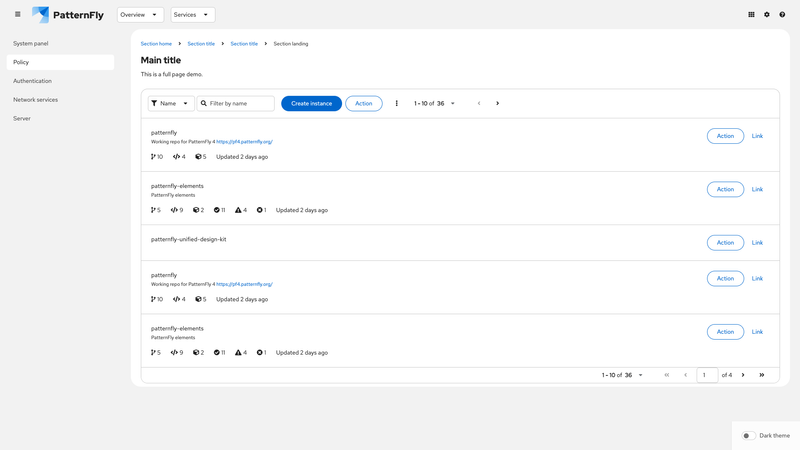 PatternFly
Overview
Services
System panel
Policy
Authentication
Network services
Server
Section home
Section title
Section title
Section landing
Main title
This is a full page demo.
Name
Filter by name
Create instance
Action
1 - 10 of 36
patternfly
Working repo for PatternFly 4 https://pf4.patternfly.org/
10 4 5 Updated 2 days ago
Action Link
patternfly-elements
PatternFly elements
5 9 2 11 4 1 Updated 2 days ago
Action Link
patternfly-unified-design-kit
Action Link
patternfly
Working repo for PatternFly 4 https://pf4.patternfly.org/
10 4 5 Updated 2 days ago
Action Link
patternfly-elements
PatternFly elements
5 9 2 11 4 1 Updated 2 days ago
Action Link
1 - 10 of 36
1 of 4
Dark theme